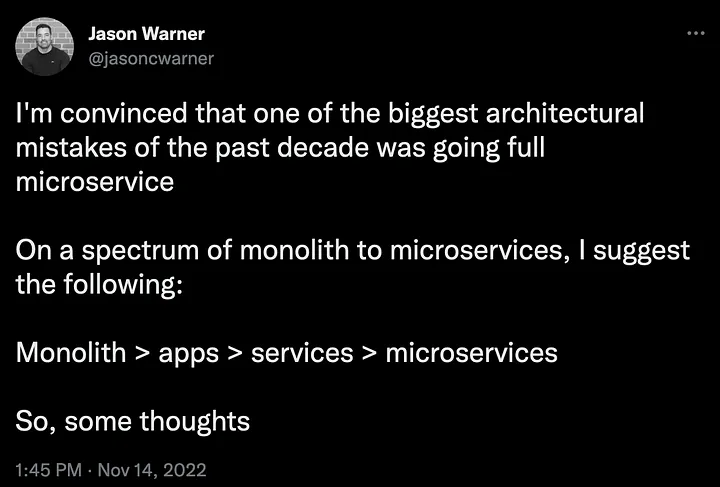 Jason Warner
@jasoncwarner
I'm convinced that one of the biggest architectural
mistakes of the past decade was going full
microservice
On a spectrum of monolith to microservices, I suggest
the following:
Monolith > apps > services > microservices
So, some thoughts
1:45 PM · Nov 14, 2022